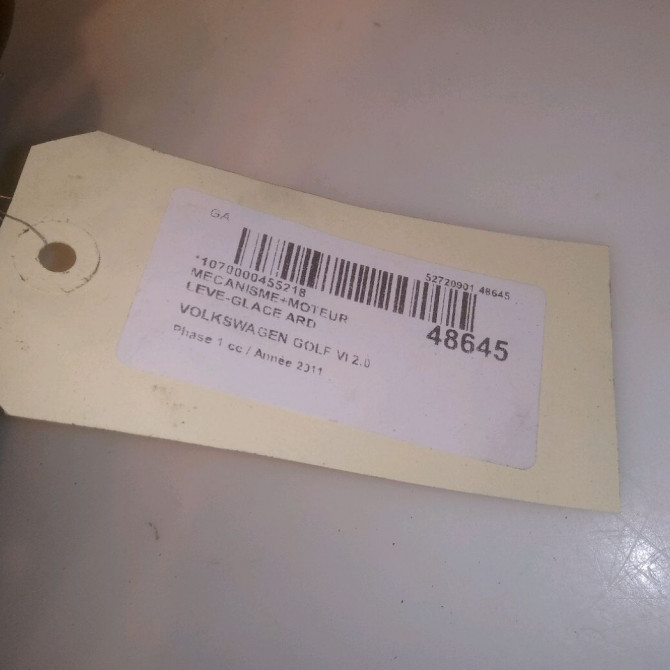 GA
52720901 48645
*1070000455218
MECANISME+MOTEUR
LEVE-GLACE ARD
48645
VOLKSWAGEN GOLF VI 2.0
Phase 1 cc / Année 2011